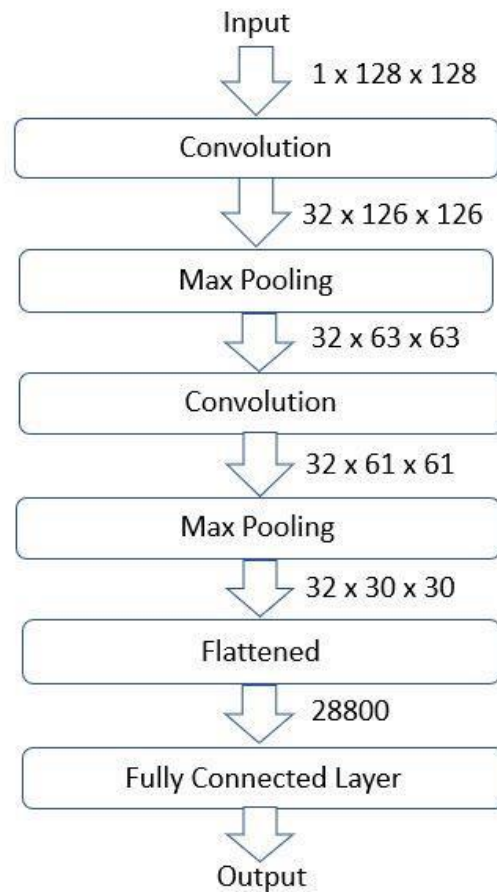 Input
1 x 128 x 128
Convolution
32 x 126 x 126
Max Pooling
32 x 63 x 63
Convolution
32 x 61 x 61
Max Pooling
32 x 30 x 30
Flattened
28800
Fully Connected Layer
Output